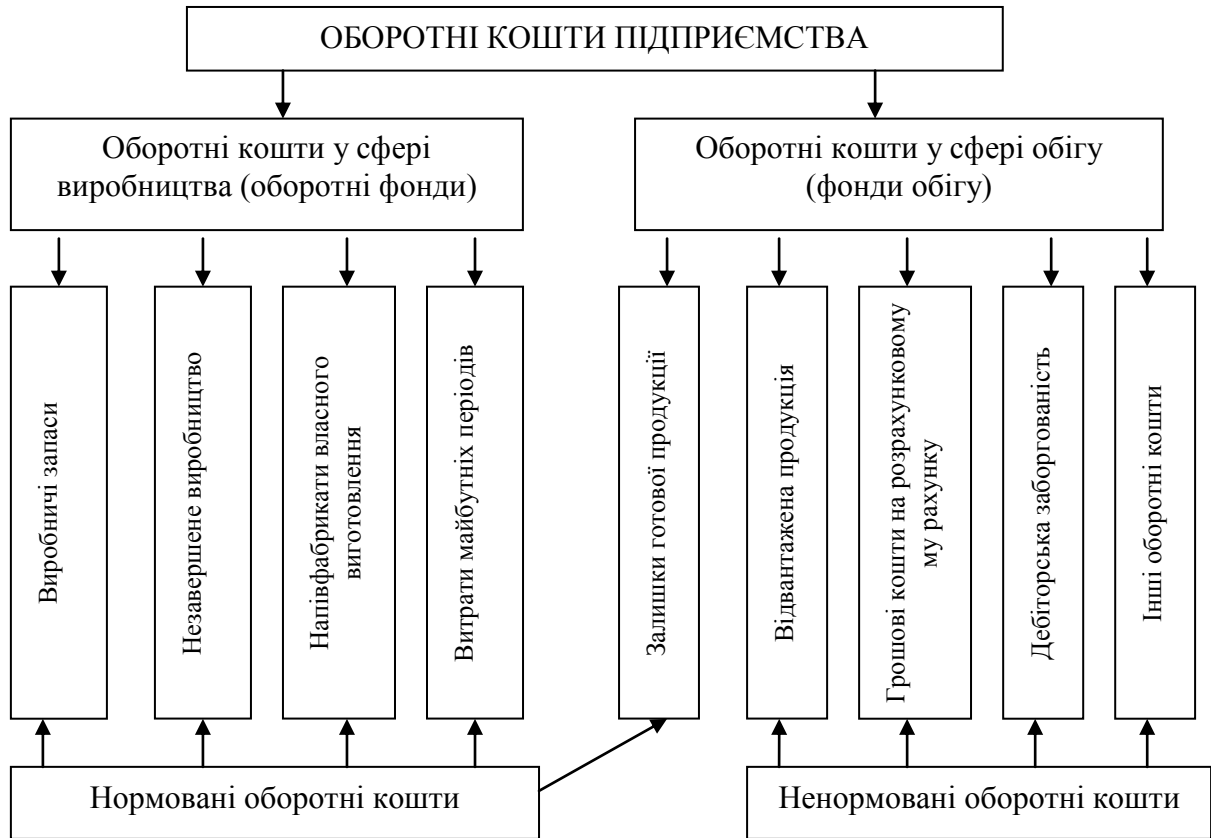 ОБОРОТНІ КОШТИ ПІДПРИЄМСТВА
Оборотні кошти у сфері
виробництва (оборотні фонди)
Оборотні кошти у сфері обігу
(фонди обігу)
Виробничі запаси
Незавершене виробництво
Напівфабрикати власного
виготовлення
Витрати майбутніх періодів
Залишки готової продукції
Відвантажена продукція
Грошові кошти на розрахунковому
му рахунку
Дебіторська заборгованість
Інші оборотні кошти
Нормовані оборотні кошти
Ненормовані оборотні кошти